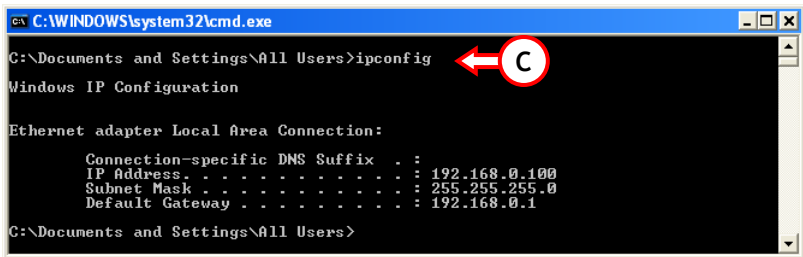 C:\WINDOWS\system32\cmd.exe
C:\Documents and Settings\All Users>ipconfig
C
Windows IP Configuration
Ethernet adapter Local Area Connection:
Connection-specific DNS Suffix . :
IP Address. . . . . . . . . . . . : 192.168.0.100
Subnet Mask . . . . . . . . . . . : 255.255.255.0
Default Gateway . . . . . . . . . : 192.168.0.1
C:\Documents and Settings\All Users>